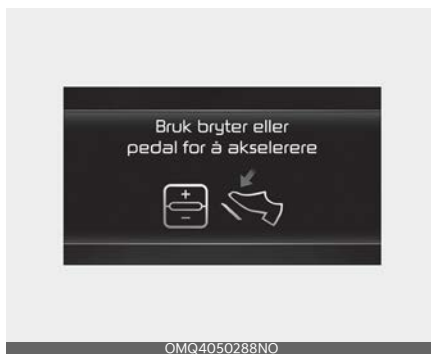 Bruk bryter eller
pedal for å akselerere
+
−
OMQ4050288NO